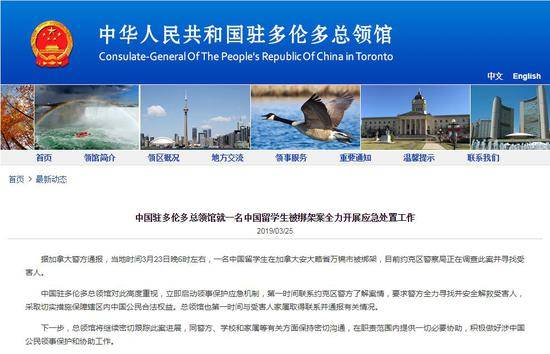 中华人民共和国驻多伦多总领馆
Consulate-General Of The People's Republic Of China in Toronto
中文 English
首页 领馆简介 领区概况 地方交流 领事服务 重要通知 温馨提示 联系我们
首页 > 最新动态
中国驻多伦多总领馆就一名中国留学生被绑架案全力开展应急处置工作
2019/03/25
据加拿大警方通报，当地时间3月23日晚6时左右，一名中国留学生在加拿大安大略省万锦市被绑架，目前约克区警察局正在调查此案并寻找受
害人。
中国驻多伦多总领馆对此高度重视，立即启动领事保护应急机制，第一时间联系约克区警方了解案情，要求警方全力寻找并安全解救受害人，
采取切实措施保障辖区内中国公民合法权益。总领馆也第一时间与受害人家属取得联系并通报有关情况。
下一步，总领馆将继续密切跟踪此案进展，同警方、学校和家属等有关方面保持密切沟通，在职责范围内提供一切必要协助，积极做好涉中
国公民领事保护和协助工作。